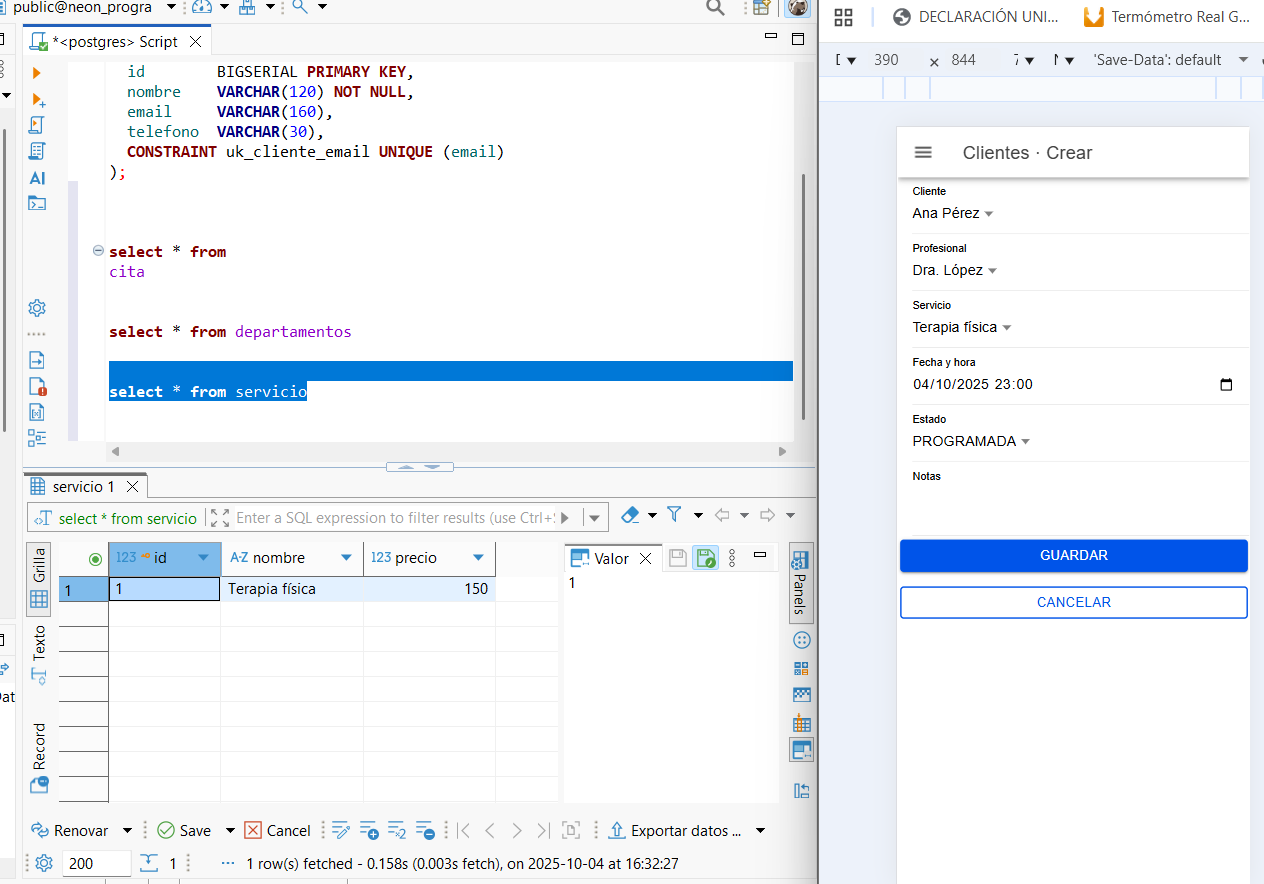 public@neon_progra
*<postgres> Script
id BIGSERIAL PRIMARY KEY,
nombre VARCHAR(120) NOT NULL,
email VARCHAR(160),
telefono VARCHAR(30),
CONSTRAINT uk_cliente_email UNIQUE (email)
);
select * from
cita
select * from departamentos
select * from servicio
AI
servicio 1
select * from servicio
Enter a SQL expression to filter results (use Ctrl+
Grilla
Texto
Record
123 id
A-Z nombre
123 precio
1
1
Terapia física
150
Valor
1
Panels
Renovar
Save
Cancel
Exportar datos ...
200
1
··· 1 row(s) fetched - 0.158s (0.003s fetch), on 2025-10-04 at 16:32:27
DECLARACIÓN UNI...
Termómetro Real G...
390 × 844
'Save-Data': default
Clientes · Crear
Cliente
Ana Pérez
Profesional
Dra. López
Servicio
Terapia física
Fecha y hora
04/10/2025 23:00
Estado
PROGRAMADA
Notas
GUARDAR
CANCELAR